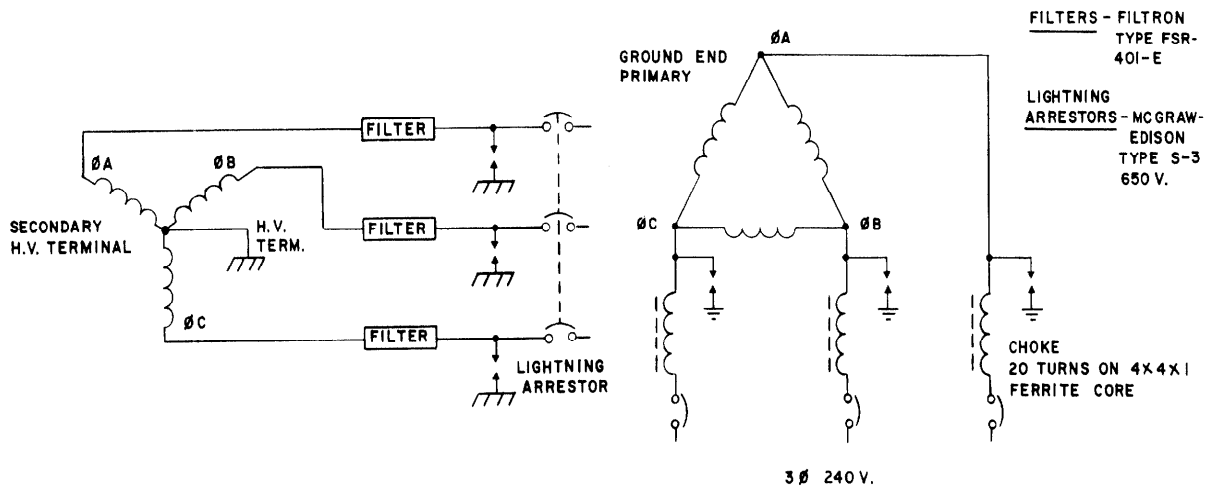 FILTERS - FILTRON
TYPE FSR-
401-E
LIGHTNING
ARRESTORS - MCGRAW-
EDISON
TYPE S-3
650 V.
GROUND END
PRIMARY
ØA
ØC
ØB
CHOKE
20 TURNS ON 4X4X1
FERRITE CORE
3Ø 240 V.
FILTER
ØA
ØB
SECONDARY
H.V. TERMINAL
H.V.
TERM.
FILTER
ØC
FILTER
LIGHTNING
ARRESTOR